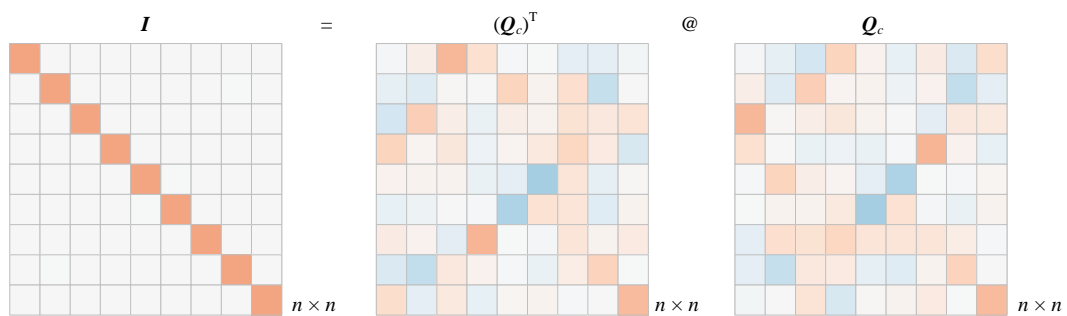 I = (Q_c)^T @ Q_c
n × n n × n n × n